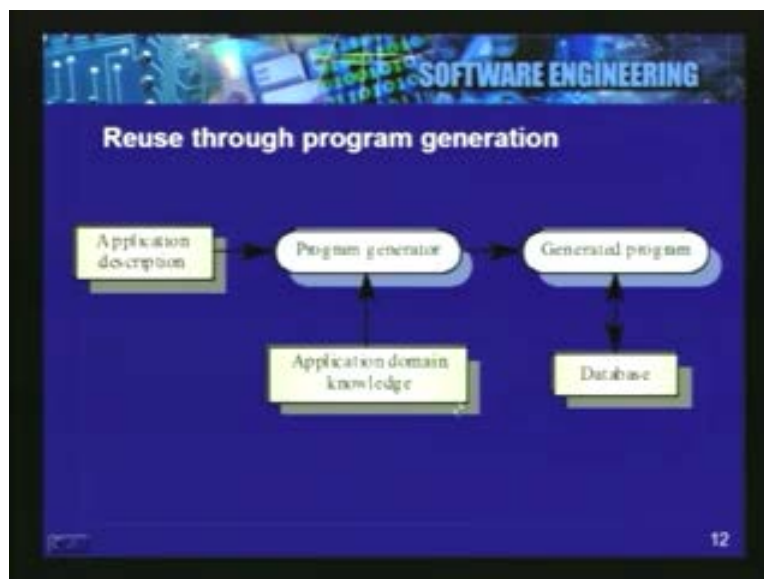 SOFTWARE ENGINEERING
Reuse through program generation
Application
description
Program generator
Generated program
Application domain
knowledge
Database
12